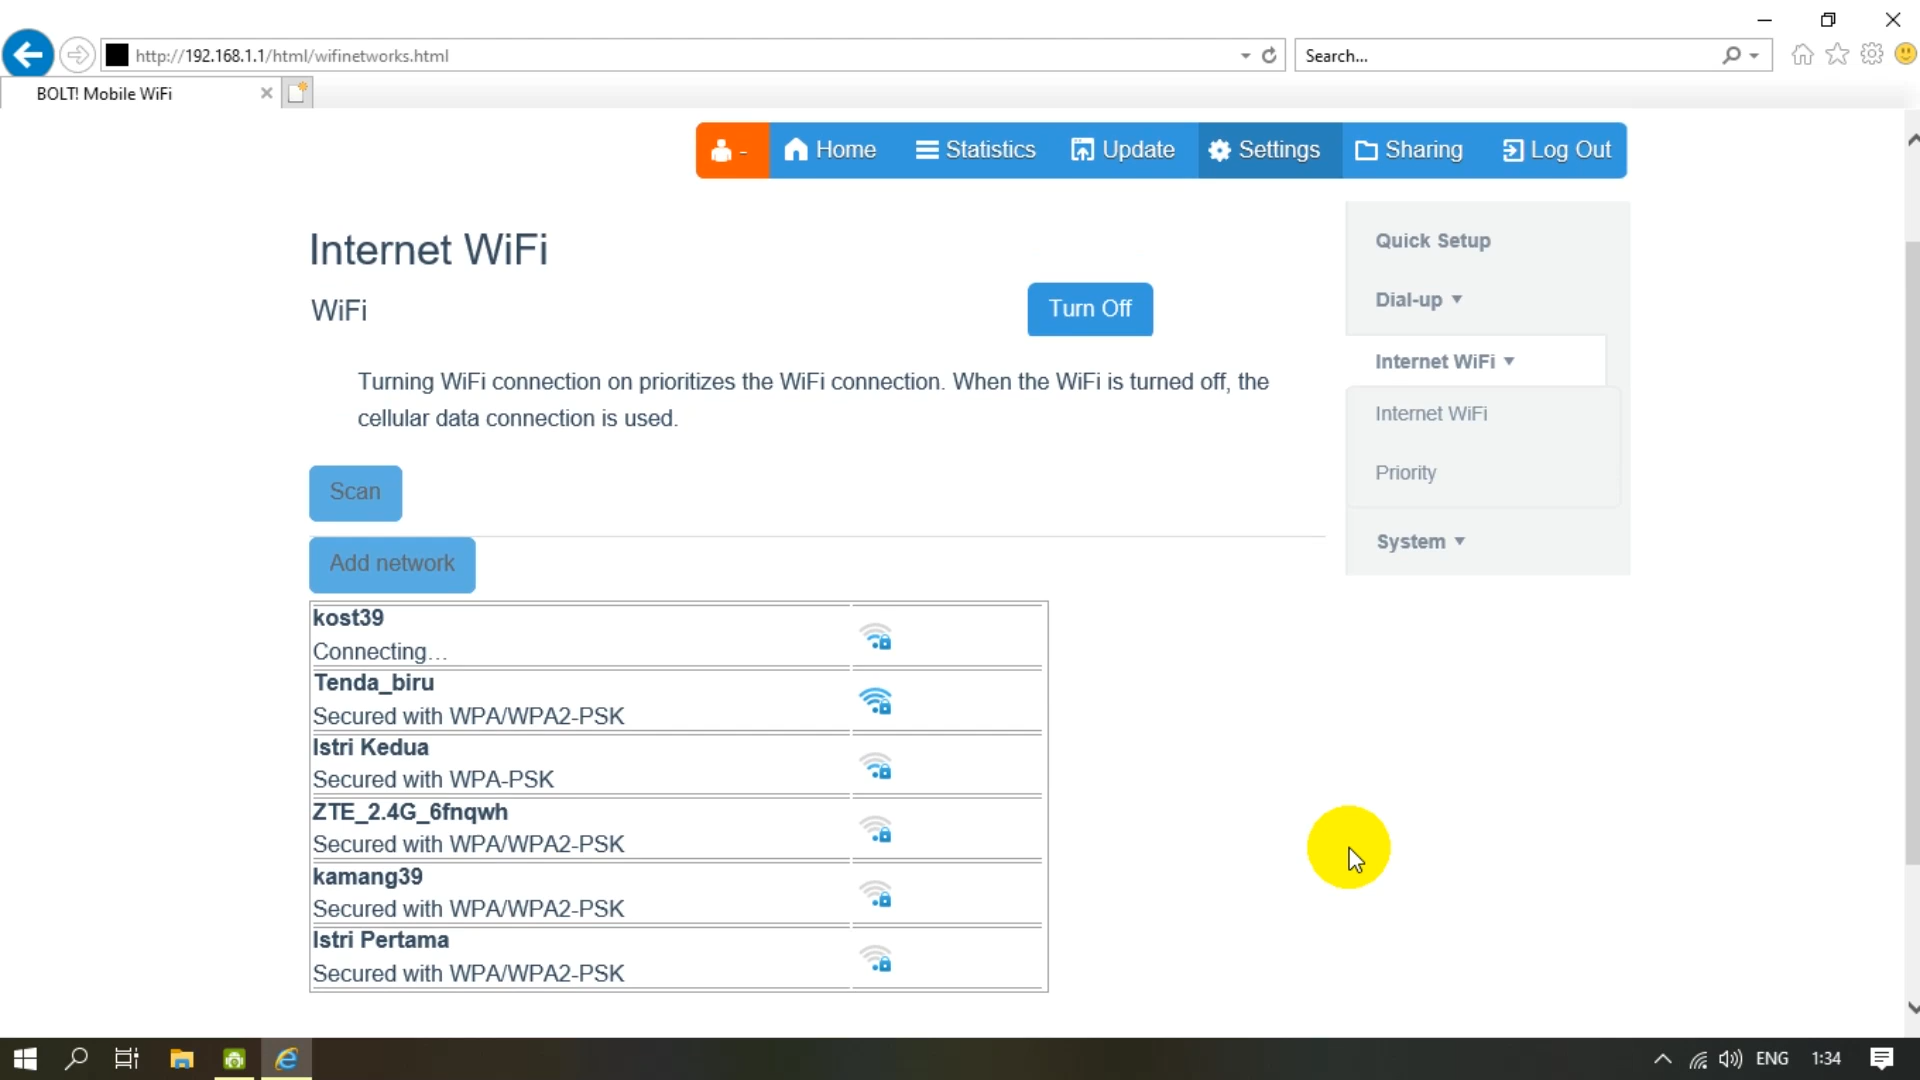 http://192.168.1.1/html/wifinetworks.html
Search...
BOLT! Mobile WiFi
-
Home
Statistics
Update
Settings
Sharing
Log Out
Internet WiFi
WiFi
Turn Off
Turning WiFi connection on prioritizes the WiFi connection. When the WiFi is turned off, the
cellular data connection is used.
Scan
Add network
kost39
Connecting...
Tenda_biru
Secured with WPA/WPA2-PSK
Istri Kedua
Secured with WPA-PSK
ZTE_2.4G_6fnqwh
Secured with WPA/WPA2-PSK
kamang39
Secured with WPA/WPA2-PSK
Istri Pertama
Secured with WPA/WPA2-PSK
Quick Setup
Dial-up
Internet WiFi
Internet WiFi
Priority
System
ENG
1:34